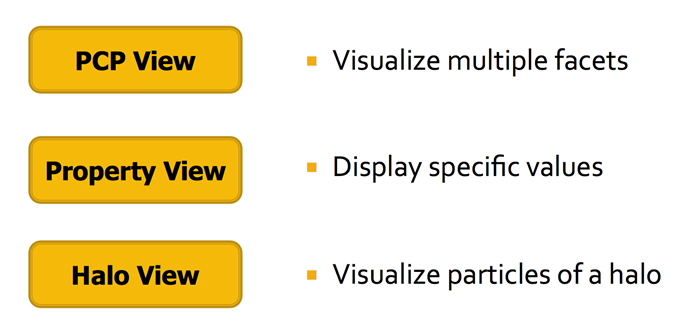 PCP View
Visualize multiple facets
Property View
Display specific values
Halo View
Visualize particles of a halo